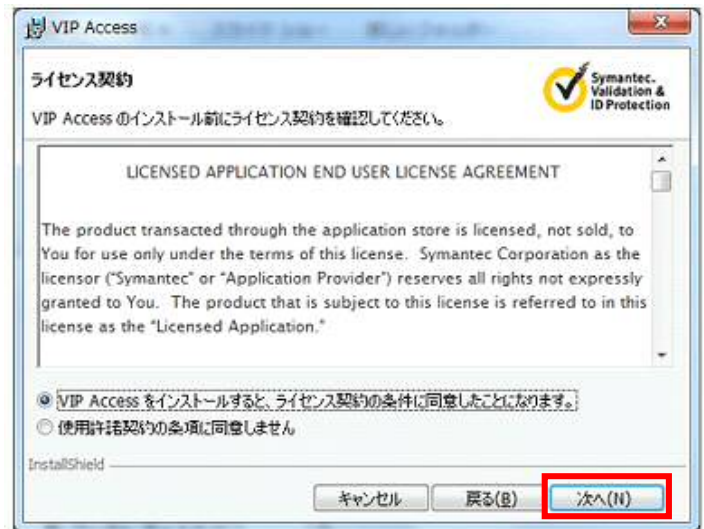 VIP Access
ライセンス契約
VIP Access のインストール前にライセンス契約を確認してください。
Symantec.
Validation &
ID Protection
LICENSED APPLICATION END USER LICENSE AGREEMENT
The product transacted through the application store is licensed, not sold, to
You for use only under the terms of this license. Symantec Corporation as the
licensor ("Symantec" or "Application Provider") reserves all rights not expressly
granted to You. The product that is subject to this license is referred to in this
license as the "Licensed Application."
VIP Access をインストールすると、ライセンス契約の条件に同意したことになります。
使用許諾契約の条項に同意しません
InstallShield
キャンセル
戻る(B)
次へ(N)